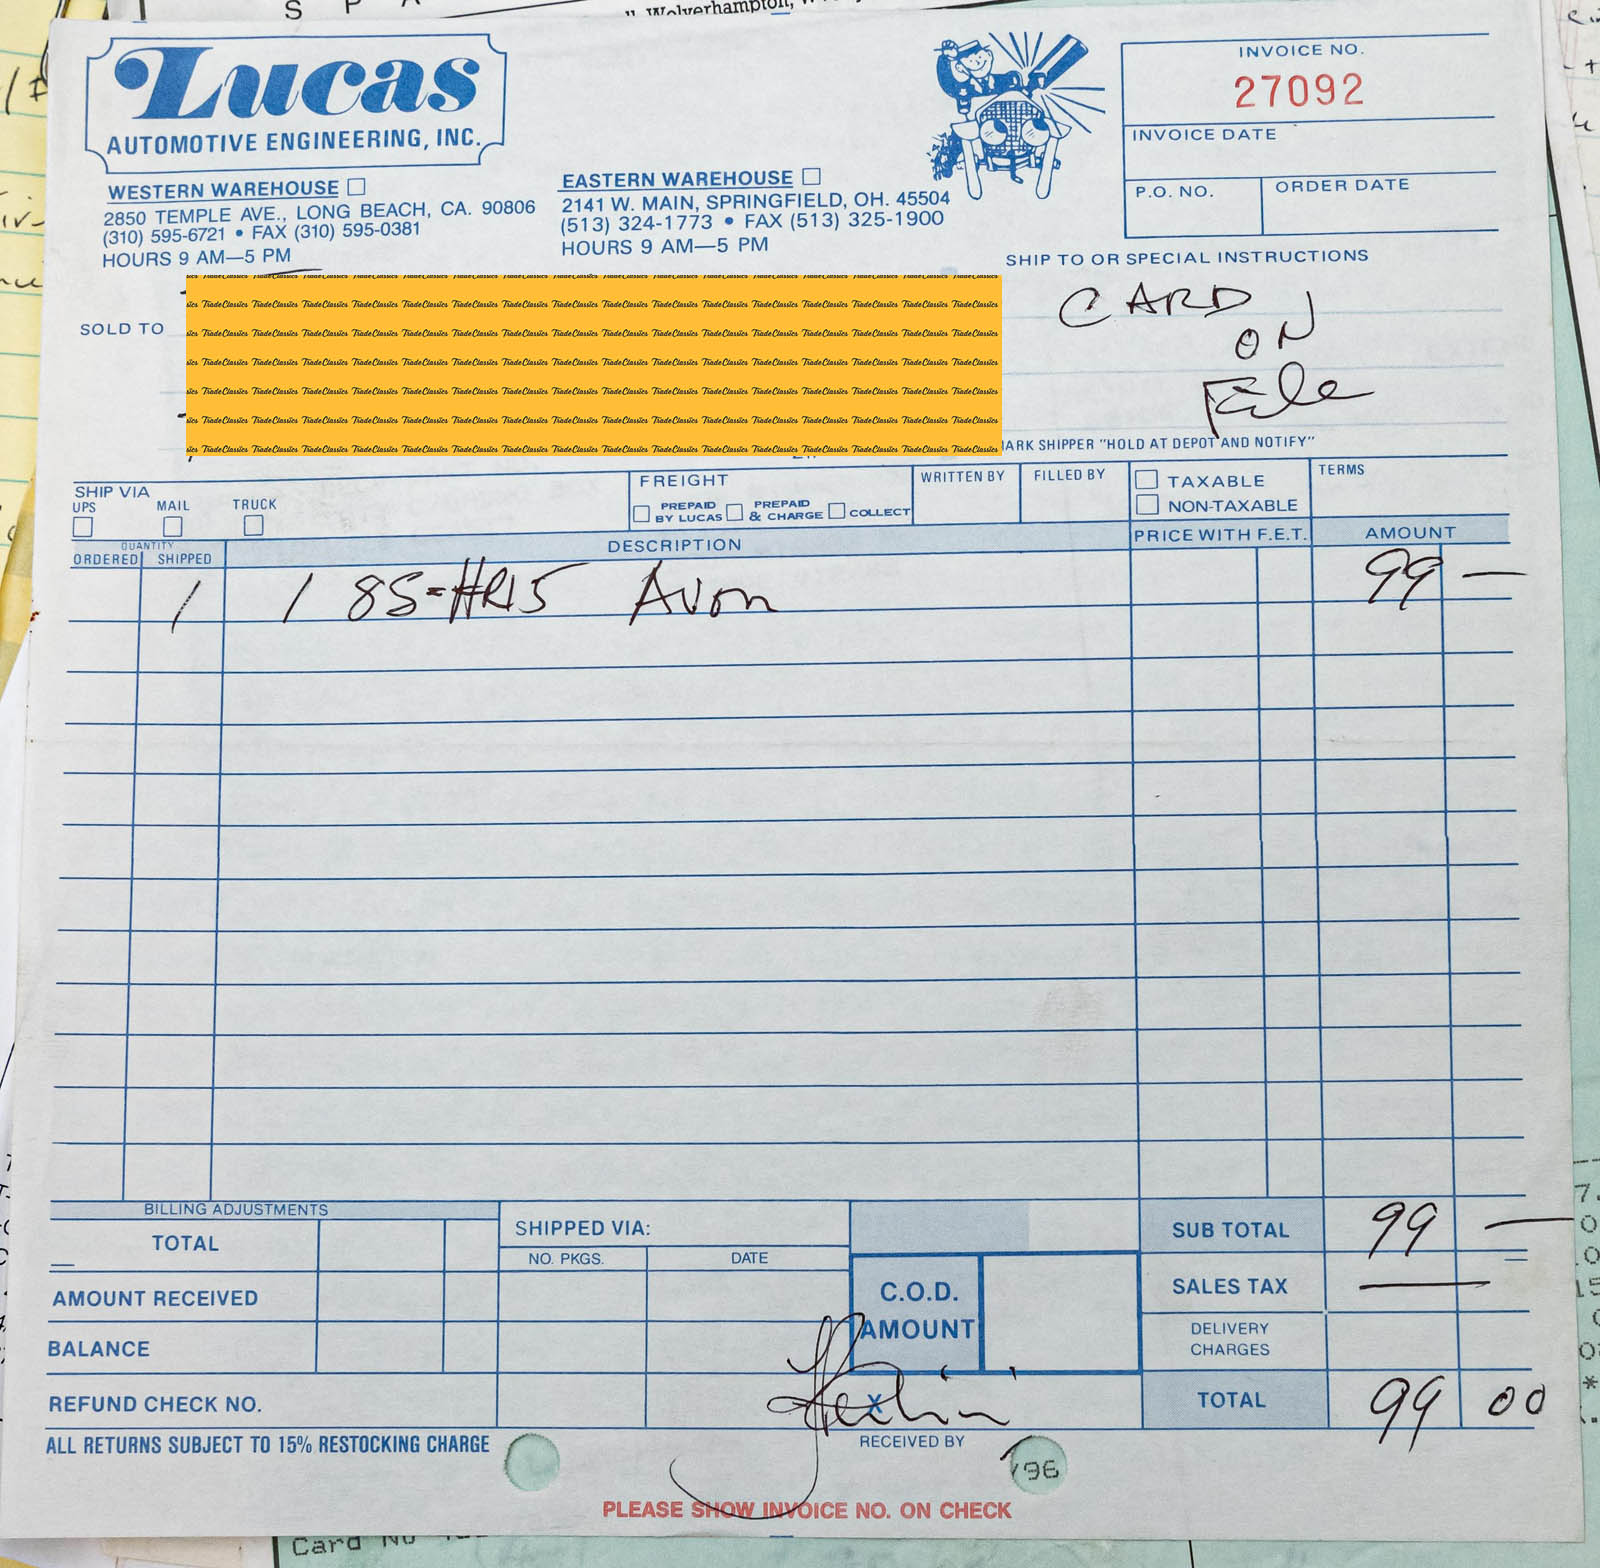 S P A
Wolverhampton, W
Lucas
AUTOMOTIVE ENGINEERING, INC.
WESTERN WAREHOUSE
2850 TEMPLE AVE., LONG BEACH, CA. 90806
(310) 595-6721 • FAX (310) 595-0381
HOURS 9 AM—5 PM
EASTERN WAREHOUSE
2141 W. MAIN, SPRINGFIELD, OH. 45504
(513) 324-1773 • FAX (513) 325-1900
HOURS 9 AM—5 PM
INVOICE NO.
27092
INVOICE DATE
P.O. NO.
ORDER DATE
SHIP TO OR SPECIAL INSTRUCTIONS
CARD
ON
File
SOLD TO
TradeClassics
MARK SHIPPER "HOLD AT DEPOT AND NOTIFY"
SHIP VIA
UPS
MAIL
TRUCK
FREIGHT
PREPAID BY LUCAS
PREPAID & CHARGE
COLLECT
WRITTEN BY
FILLED BY
TAXABLE
NON-TAXABLE
TERMS
QUANTITY
ORDERED SHIPPED
DESCRIPTION
PRICE WITH F.E.T.
AMOUNT
1 185-HR15 Avon 99 —
BILLING ADJUSTMENTS
TOTAL
AMOUNT RECEIVED
BALANCE
REFUND CHECK NO.
SHIPPED VIA:
NO. PKGS.
DATE
C.O.D.
AMOUNT
X
RECEIVED BY
SUB TOTAL 99 —
SALES TAX —
DELIVERY
CHARGES
TOTAL 99 00
ALL RETURNS SUBJECT TO 15% RESTOCKING CHARGE
/96
PLEASE SHOW INVOICE NO. ON CHECK
Card No